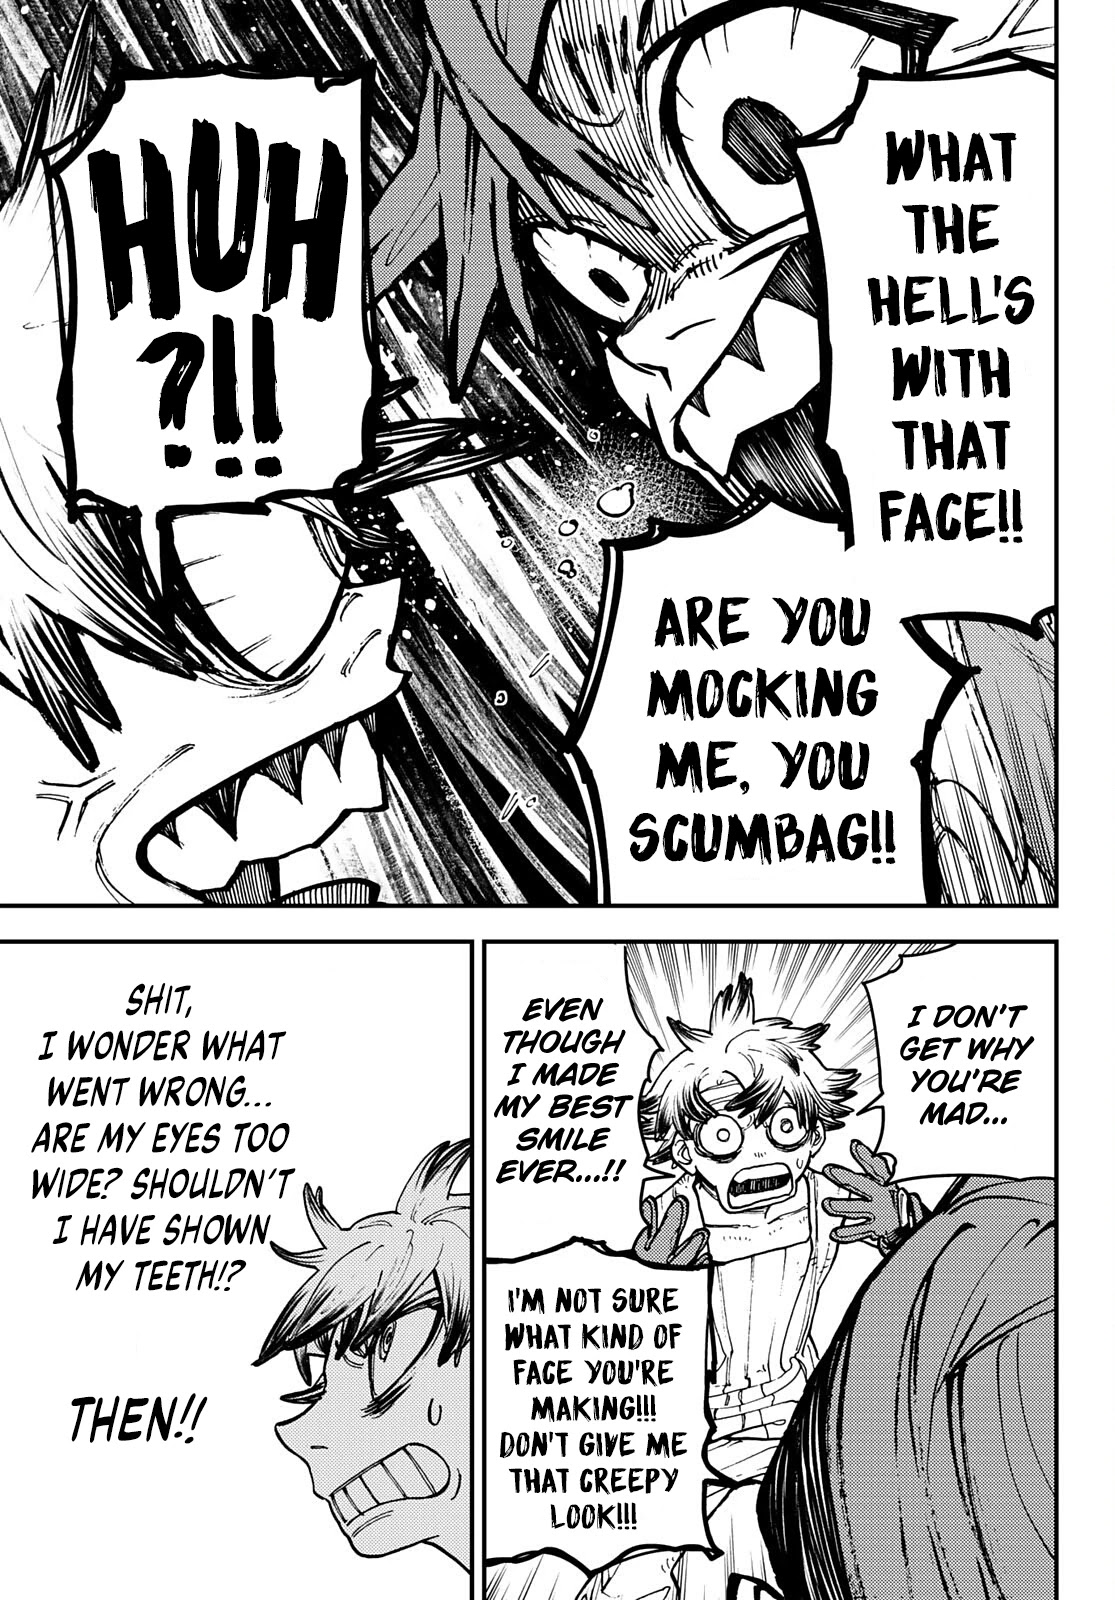 WHAT
THE
HELL'S
WITH
THAT
FACE!!
ARE YOU
MOCKING
ME, YOU
SCUMBAG!!
HUH
?!!
I DON'T
GET WHY
YOU'RE
MAD...
EVEN
THOUGH
I MADE
MY BEST
SMILE
EVER...!!
I'M NOT SURE
WHAT KIND OF
FACE YOU'RE
MAKING!!!
DON'T GIVE ME
THAT CREEPY
LOOK!!!
SHIT,
I WONDER WHAT
WENT WRONG...
ARE MY EYES TOO
WIDE? SHOULDN'T
I HAVE SHOWN
MY TEETH!?
THEN!!